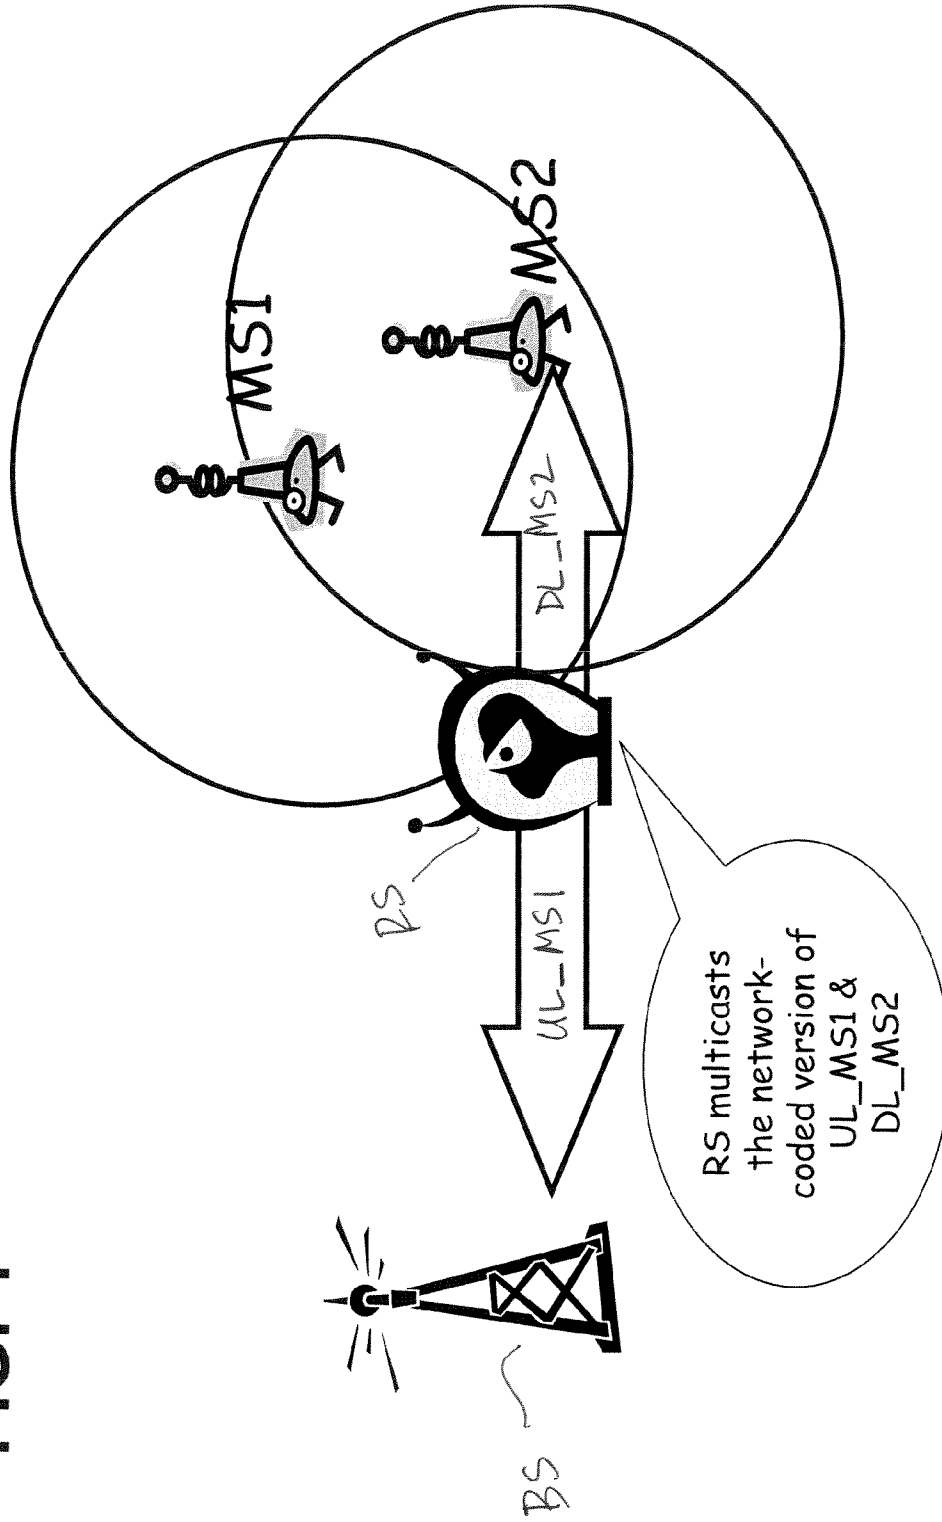 BS
RS
UL_MS1
DL_MS2
MS1
MS2
RS multicasts
the network-
coded version of
UL_MS1 &
DL_MS2